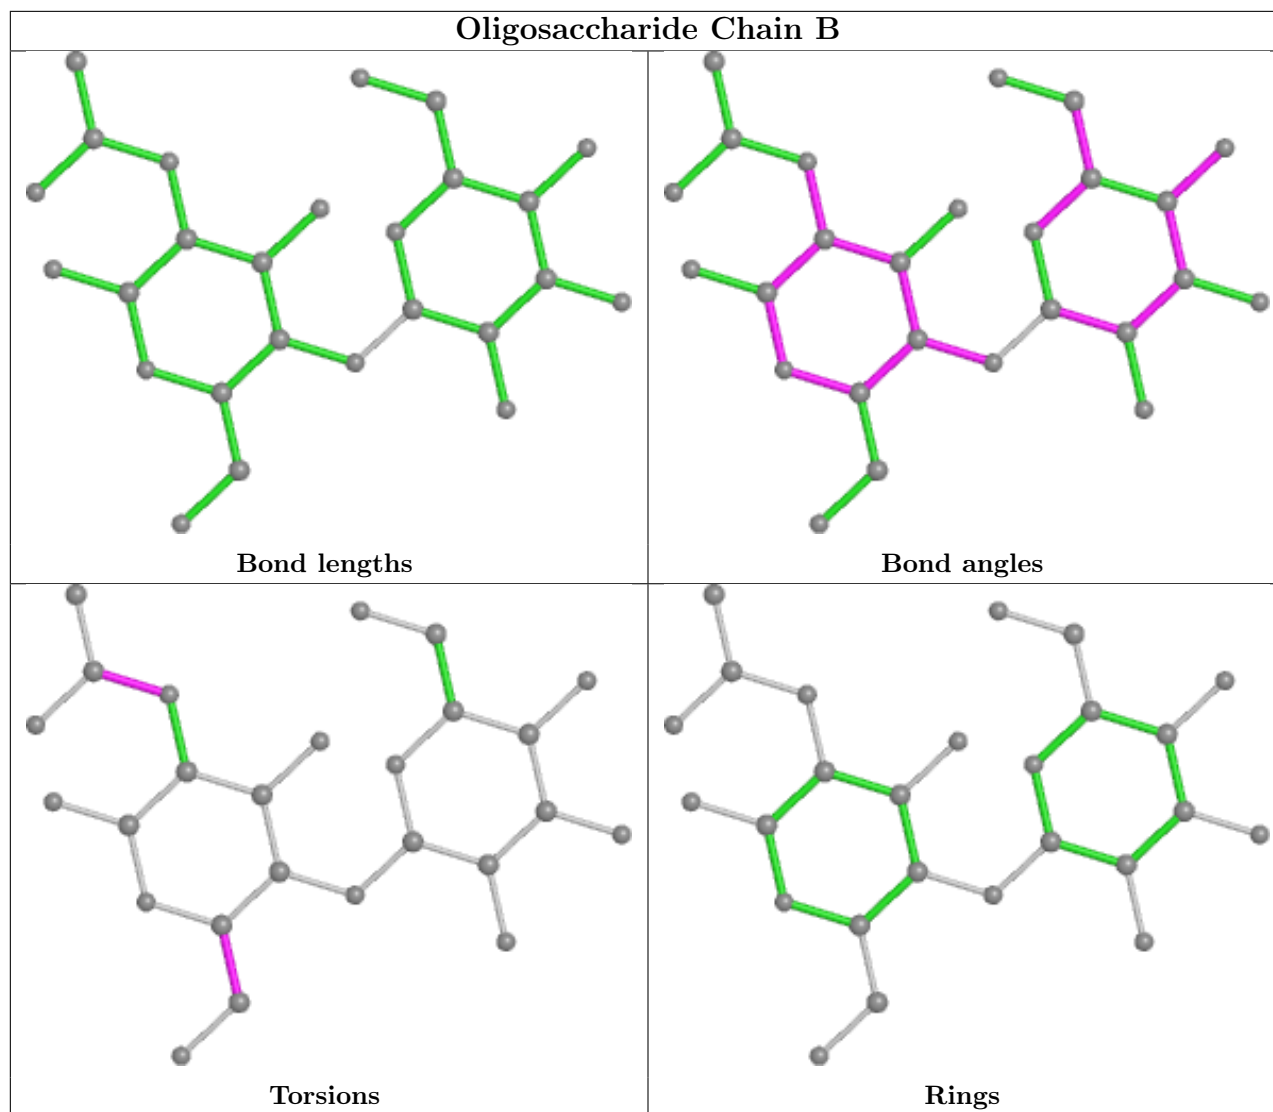 Oligosaccharide Chain B
Bond lengths
Bond angles
Torsions
Rings